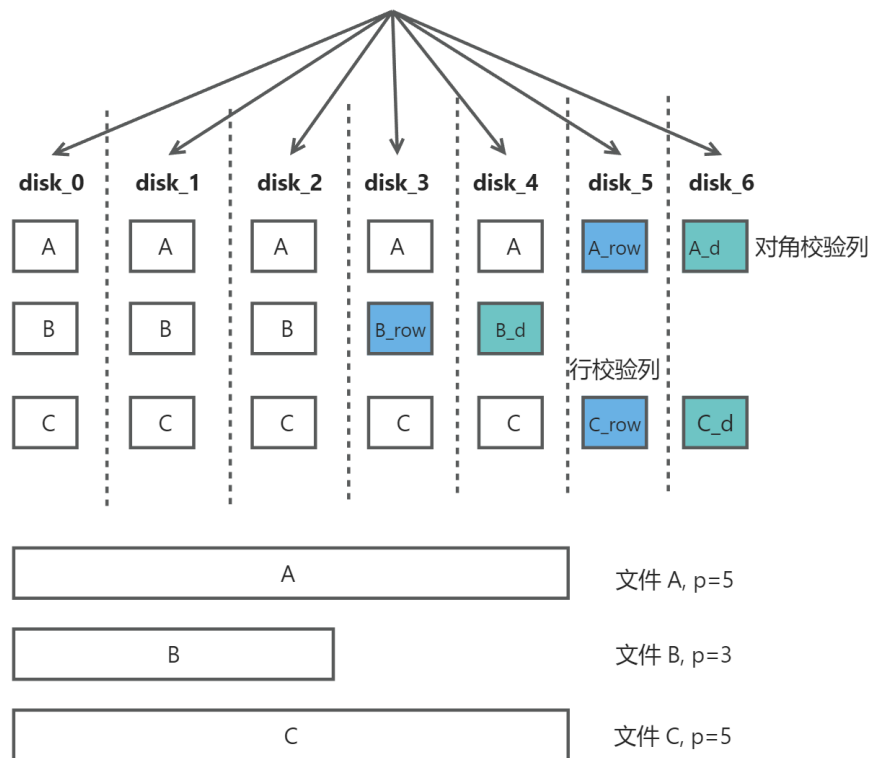 disk_0 disk_1 disk_2 disk_3 disk_4 disk_5 disk_6
A A A A A A_row A_d 对角校验列
B B B B_row B_d
行校验列
C C C C C C_row C_d
A 文件 A, p=5
B 文件 B, p=3
C 文件 C, p=5